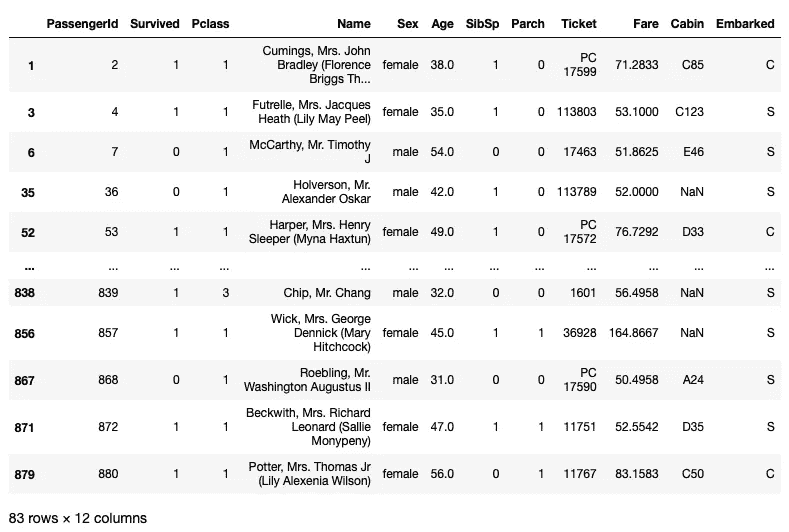 PassengerId Survived Pclass Name Sex Age SibSp Parch Ticket Fare Cabin Embarked
1 2 1 1 Cumings, Mrs. John Bradley (Florence Briggs Th... female 38.0 1 0 PC 17599 71.2833 C85 C
3 4 1 1 Futrelle, Mrs. Jacques Heath (Lily May Peel) female 35.0 1 0 113803 53.1000 C123 S
6 7 0 1 McCarthy, Mr. Timothy J male 54.0 0 0 17463 51.8625 E46 S
35 36 0 1 Holverson, Mr. Alexander Oskar male 42.0 1 0 113789 52.0000 NaN S
52 53 1 1 Harper, Mrs. Henry Sleeper (Myna Haxtun) female 49.0 1 0 PC 17572 76.7292 D33 C
... ... ... ... ... ... ... ... ... ... ... ... ...
838 839 1 3 Chip, Mr. Chang male 32.0 0 0 1601 56.4958 NaN S
856 857 1 1 Wick, Mrs. George Dennick (Mary Hitchcock) female 45.0 1 1 36928 164.8667 NaN S
867 868 0 1 Roebling, Mr. Washington Augustus II male 31.0 0 0 PC 17590 50.4958 A24 S
871 872 1 1 Beckwith, Mrs. Richard Leonard (Sallie Monypeny) female 47.0 1 1 11751 52.5542 D35 S
879 880 1 1 Potter, Mrs. Thomas Jr (Lily Alexenia Wilson) female 56.0 0 1 11767 83.1583 C50 C
83 rows × 12 columns